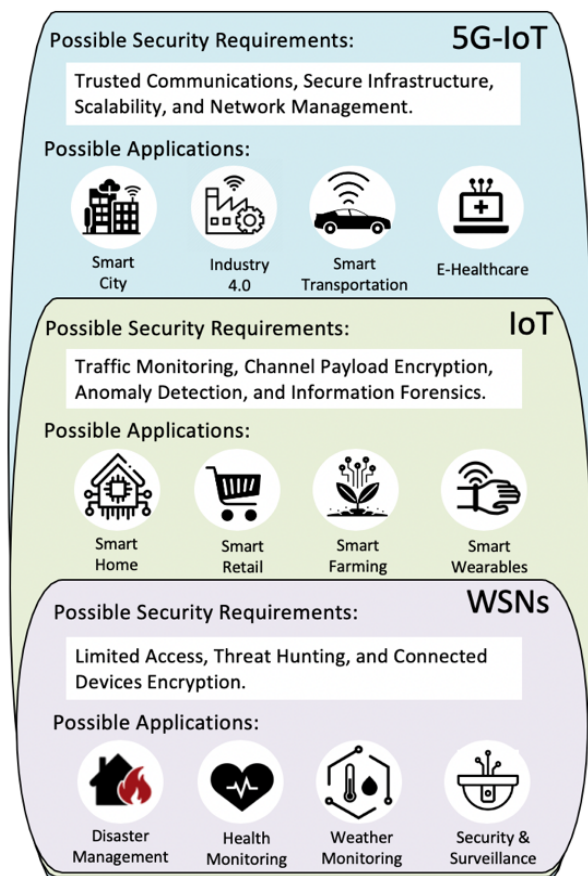 5G-IoT
Possible Security Requirements:
Trusted Communications, Secure Infrastructure,
Scalability, and Network Management.
Possible Applications:
Smart
City
Industry
4.0
Smart
Transportation
E-Healthcare
IoT
Possible Security Requirements:
Traffic Monitoring, Channel Payload Encryption,
Anomaly Detection, and Information Forensics.
Possible Applications:
Smart
Home
Smart
Retail
Smart
Farming
Smart
Wearables
WSNs
Possible Security Requirements:
Limited Access, Threat Hunting, and Connected
Devices Encryption.
Possible Applications:
Disaster
Management
Health
Monitoring
Weather
Monitoring
Security &
Surveillance